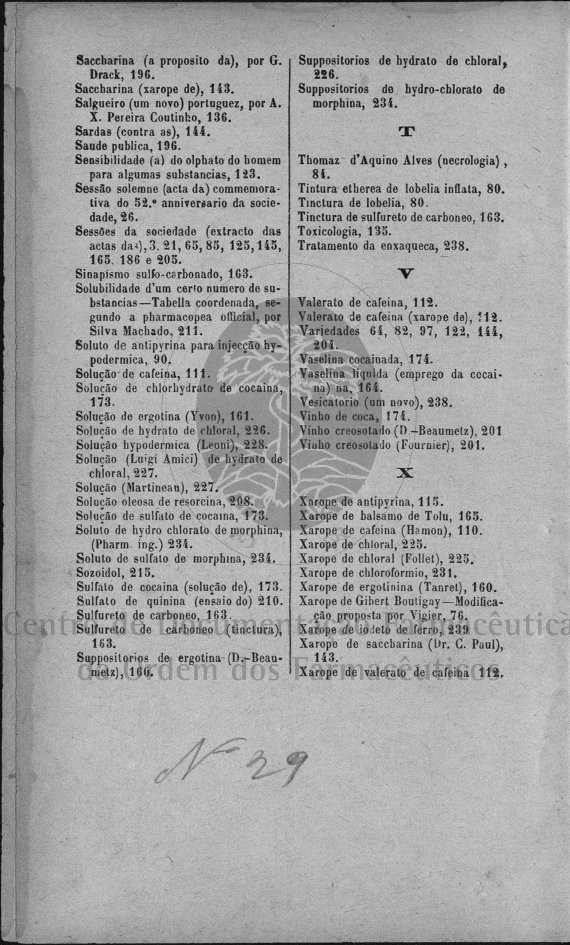 Saccharina (a proposito da), por G.
Drack, 196.
Saccharina (xarope de), 143.
Salgueiro (um novo) portuguez, por A.
X. Pereira Coutinho, 136.
Sardas (contra as), 144.
Saude publica, 196.
Sensibilidade (a) do olphato do homem
para algumas substancias, 123.
Sessão solemne (acta da) commemora-
tiva do 52.º anniversario da socie-
dade, 26.
Sessões da sociedade (extracto das
actas das), 3. 21, 65, 85, 125, 145,
165. 186 e 205.
Sinapismo sulfo-carbonado, 163.
Solubilidade d'um certo numero de su-
bstancias—Tabella coordenada, se-
gundo a pharmacopea official, por
Silva Machado, 211.
Soluto de antipyrina para injecção hy-
podermica, 90.
Solução de cafeina, 111.
Solução de chlorhydrato de cocaina,
173.
Solução de ergotina (Yvon), 161.
Solução de hydrato de chloral, 226.
Solução hypodermica (Leoni), 228.
Solução (Luigi Amici) de hydrato de
chloral, 227.
Solução (Martineau), 227.
Solução oleosa de resorcina, 208.
Solução de sulfato de cocaina, 173.
Soluto de hydro chlorato de morphina,
(Pharm. ing.) 234.
Soluto de sulfato de morphina, 234.
Sozoidol, 215.
Sulfato de cocaina (solução de), 173.
Sulfato de quinina (ensaio do) 210.
Sulfureto de carboneo, 163.
Sulfureto de carboneo (tinctura),
163.
Suppositorios de ergotina (D.-Beau-
metz), 160.
Suppositorios de hydrato de chloral,
226.
Suppositorios de hydro-chlorato de
morphina, 234.
T
Thomaz d'Aquino Alves (necrologia),
84.
Tintura etherea de lobelia inflata, 80.
Tinctura de lobelia, 80.
Tinctura de sulfureto de carboneo, 163.
Toxicologia, 135.
Tratamento da enxaqueca, 238.
V
Valerato de cafeina, 112.
Valerato de cafeina (xarope de), 112.
Variedades 64, 82, 97, 122, 144,
204.
Vaselina cocainada, 174.
Vaselina liquida (emprego da cocai-
na) na, 164.
Vesicatorio (um novo), 238.
Vinho de coca, 174.
Vinho creosotado (D.-Beaumetz), 201
Vinho creosotado (Fournier), 201.
X
Xarope de antipyrina, 115.
Xarope de balsamo de Tolu, 165.
Xarope de cafeina (Hamon), 110.
Xarope de chloral, 225.
Xarope de chloral (Follet), 225.
Xarope de chloroformio, 231.
Xarope de ergotinina (Tanret), 160.
Xarope de Gibert Boutigay—Modifica-
ção proposta por Vigier, 76.
Xarope de iodeto de ferro, 239
Xarope de saccharina (Dr. C. Paul),
143.
Xarope de valerato de cafeina 112.
Centro de Documentação Farmacêutica
da Ordem dos Farmacêuticos
Nº 29